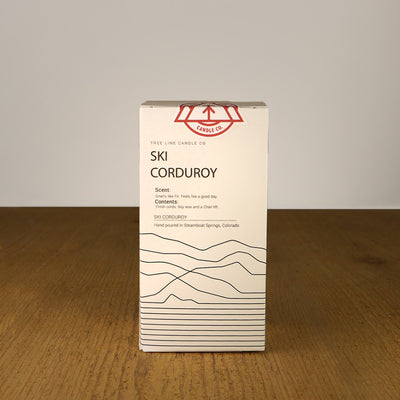 CANDLE CO.
TREE LINE CANDLE CO
SKI
CORDUROY
Scent:
Smells like Fir. Feels like a good day.
Contents:
Fresh cords, Soy wax and a Chair lift.
SKI CORDUROY
Hand poured in Steamboat Springs, Colorado.